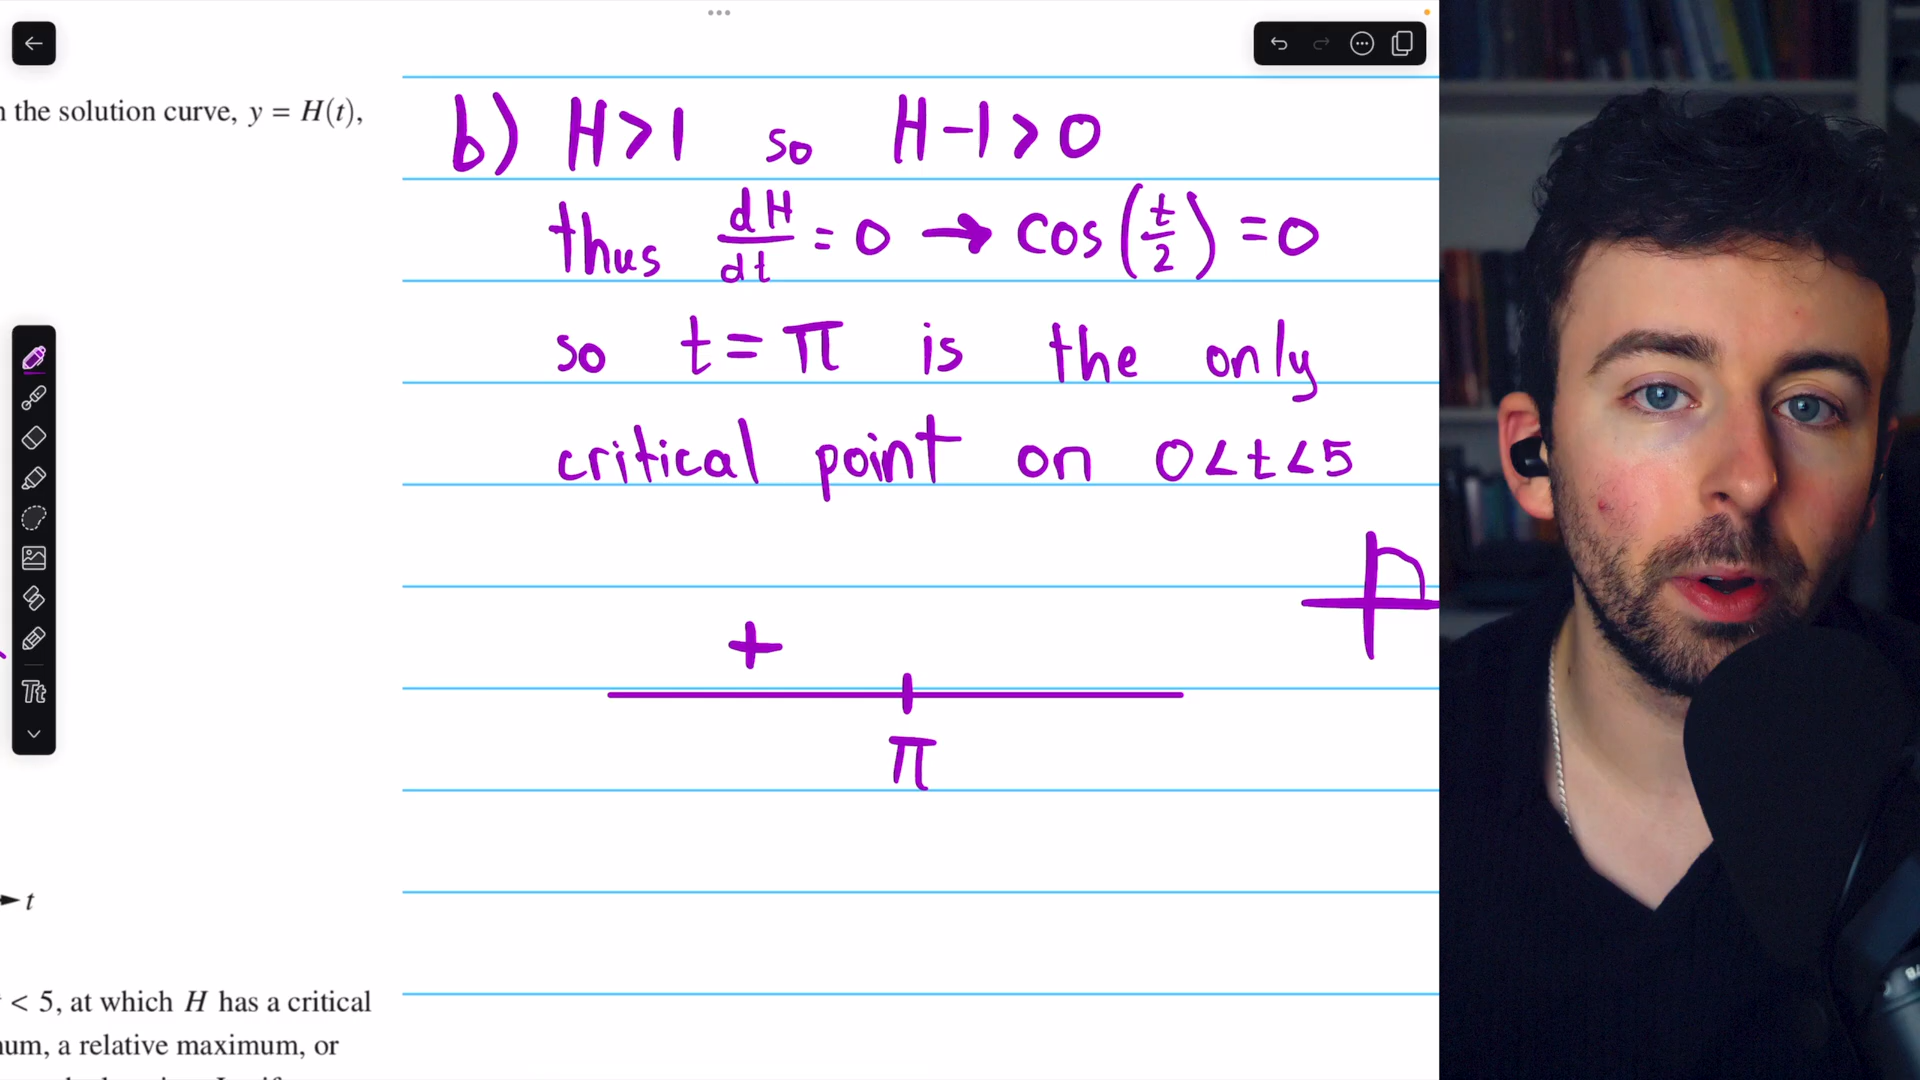 n the solution curve, y = H(t),
b) H>1 so H-1>0
thus dH/dt = 0 → cos(t/2) = 0
so t = π is the only
critical point on 0<t<5
+
π
t
< 5, at which H has a critical
um, a relative maximum, or
Tt